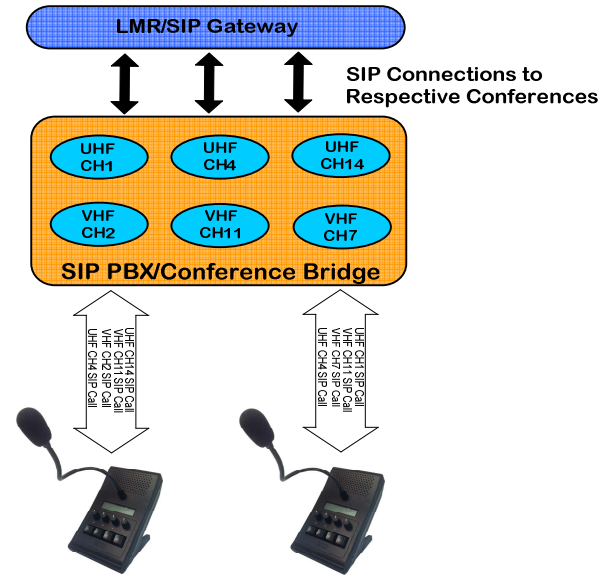 LMR/SIP Gateway
SIP Connections to
Respective Conferences
UHF
CH1
UHF
CH4
UHF
CH14
VHF
CH2
VHF
CH11
VHF
CH7
SIP PBX/Conference Bridge
UHF CH14 SIP Call
VHF CH11 SIP Call
VHF CH2 SIP Call
UHF CH4 SIP Call
UHF CH1 SIP Call
VHF CH11 SIP Call
VHF CH7 SIP Call
UHF CH4 SIP Call